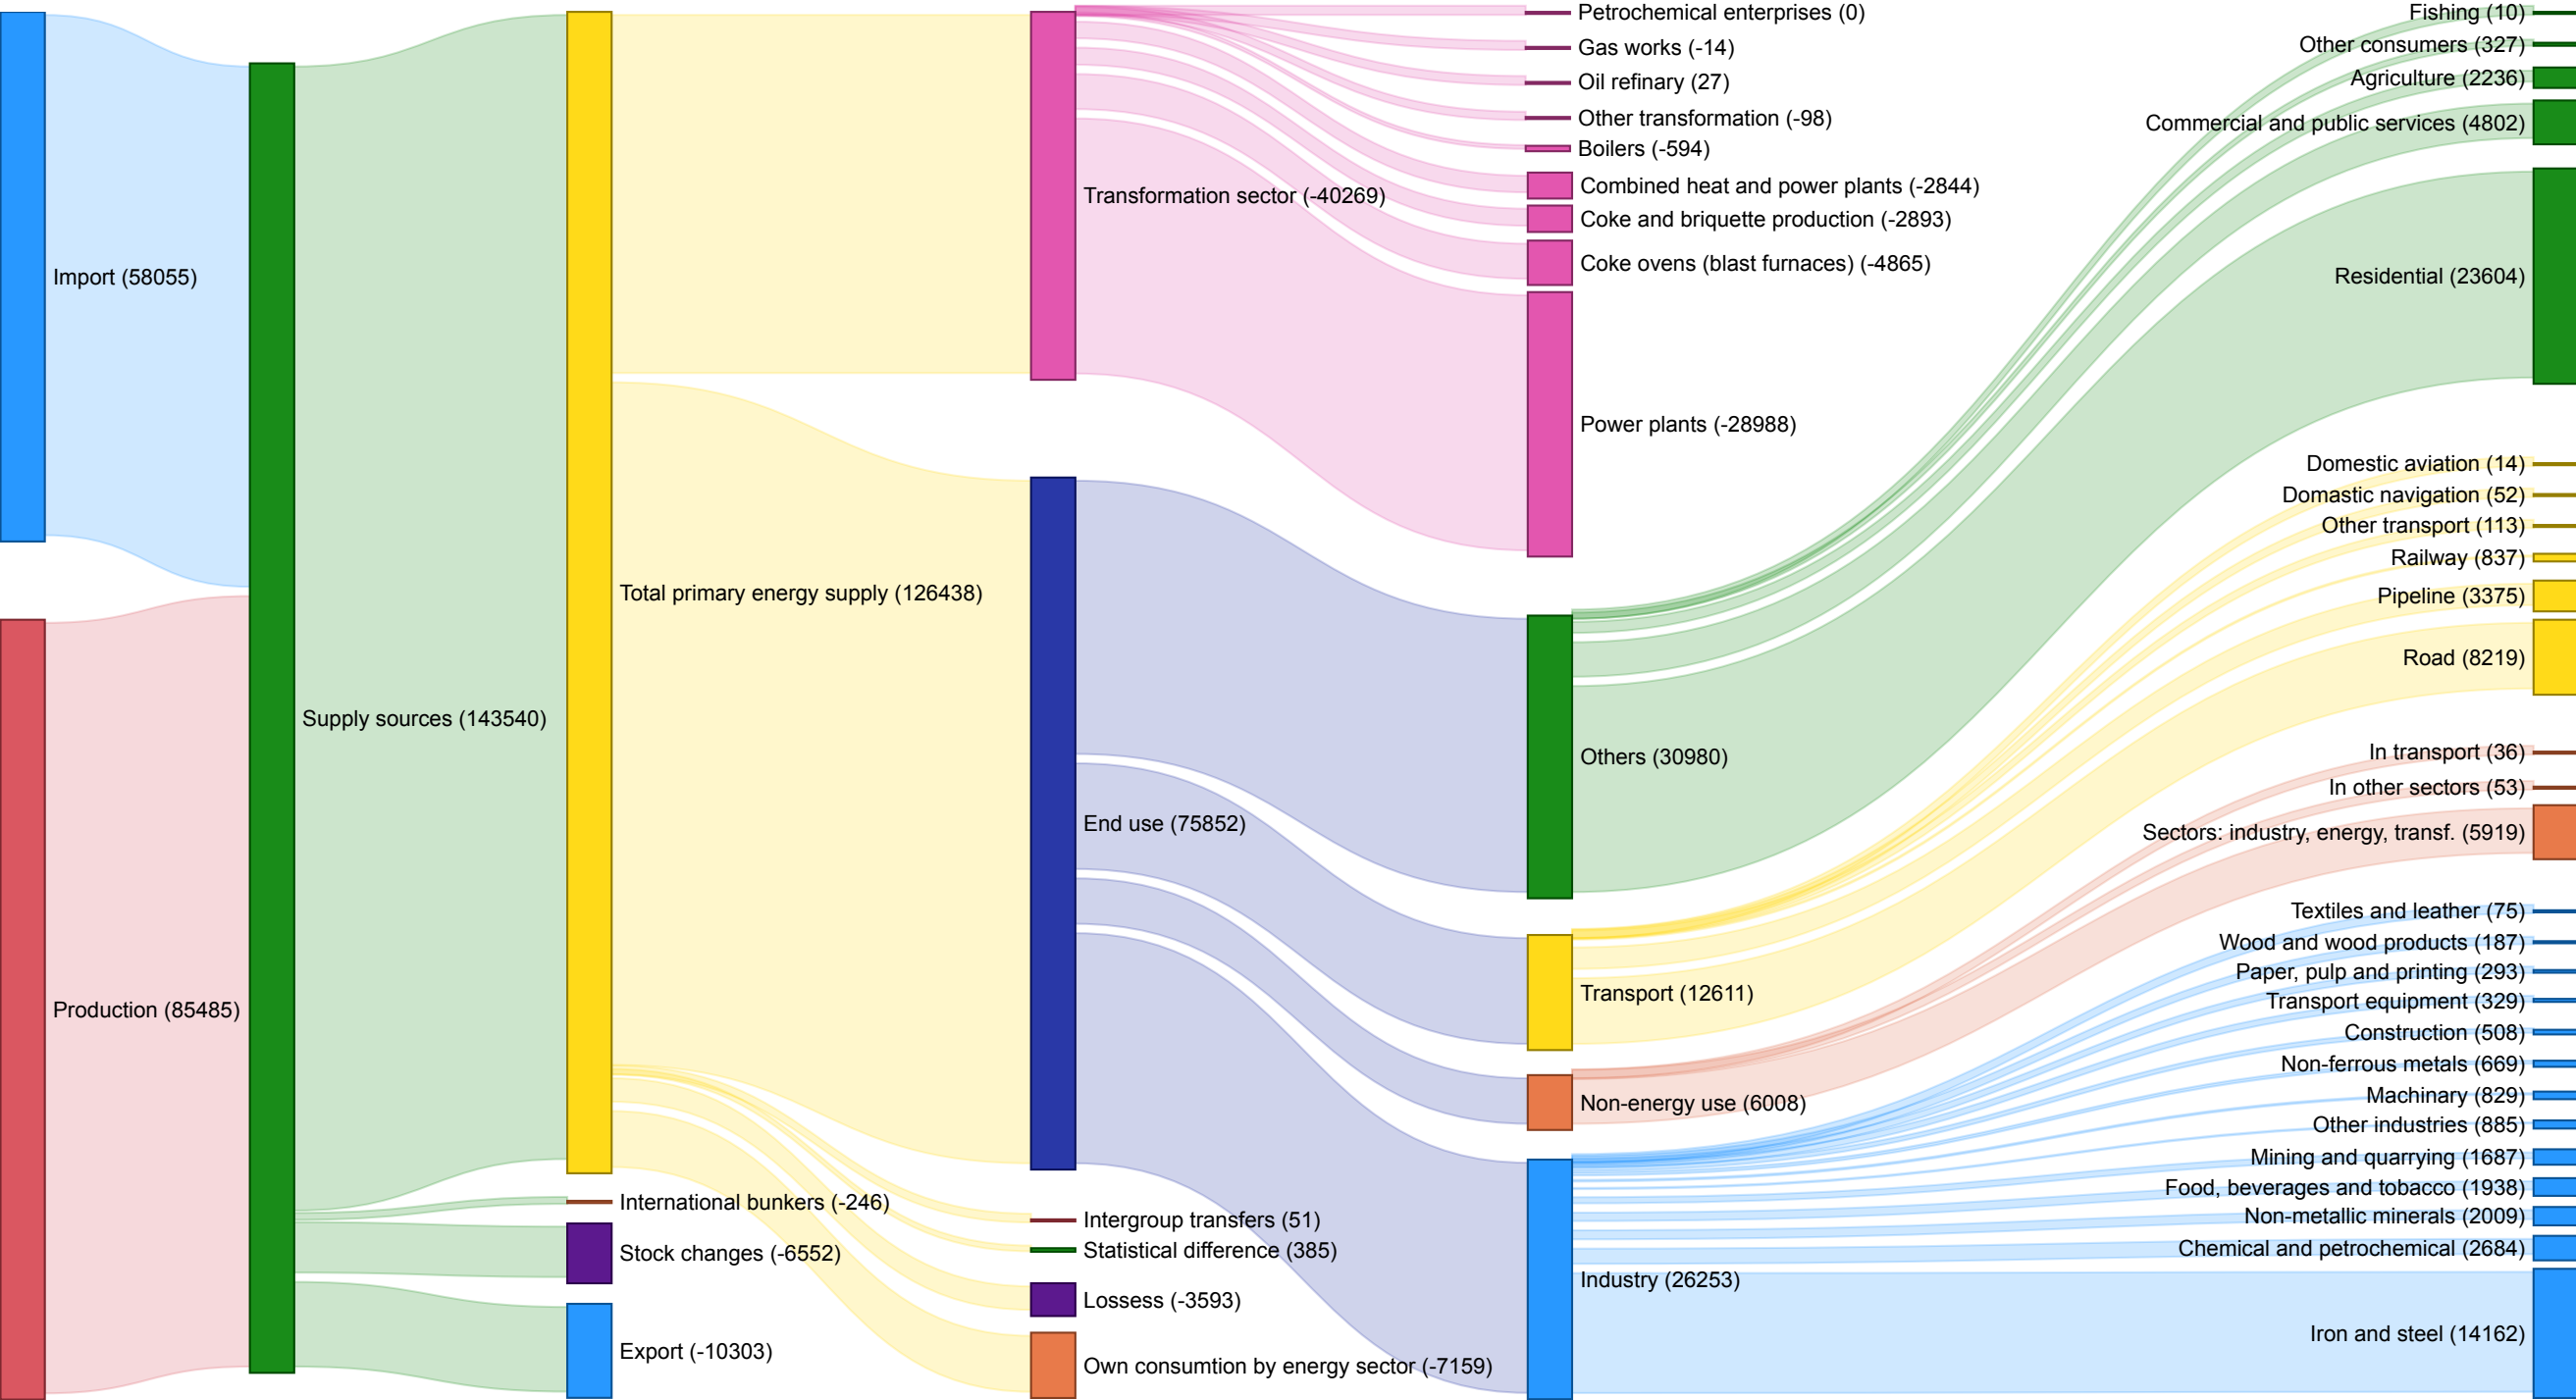 Import (58055)
Production (85485)
Supply sources (143540)
Total primary energy supply (126438)
International bunkers (-246)
Stock changes (-6552)
Export (-10303)
Transformation sector (-40269)
End use (75852)
Intergroup transfers (51)
Statistical difference (385)
Lossess (-3593)
Own consumtion by energy sector (-7159)
Petrochemical enterprises (0)
Gas works (-14)
Oil refinary (27)
Other transformation (-98)
Boilers (-594)
Combined heat and power plants (-2844)
Coke and briquette production (-2893)
Coke ovens (blast furnaces) (-4865)
Power plants (-28988)
Others (30980)
Transport (12611)
Non-energy use (6008)
Industry (26253)
Fishing (10)
Other consumers (327)
Agriculture (2236)
Commercial and public services (4802)
Residential (23604)
Domestic aviation (14)
Domastic navigation (52)
Other transport (113)
Railway (837)
Pipeline (3375)
Road (8219)
In transport (36)
In other sectors (53)
Sectors: industry, energy, transf. (5919)
Textiles and leather (75)
Wood and wood products (187)
Paper, pulp and printing (293)
Transport equipment (329)
Construction (508)
Non-ferrous metals (669)
Machinary (829)
Other industries (885)
Mining and quarrying (1687)
Food, beverages and tobacco (1938)
Non-metallic minerals (2009)
Chemical and petrochemical (2684)
Iron and steel (14162)